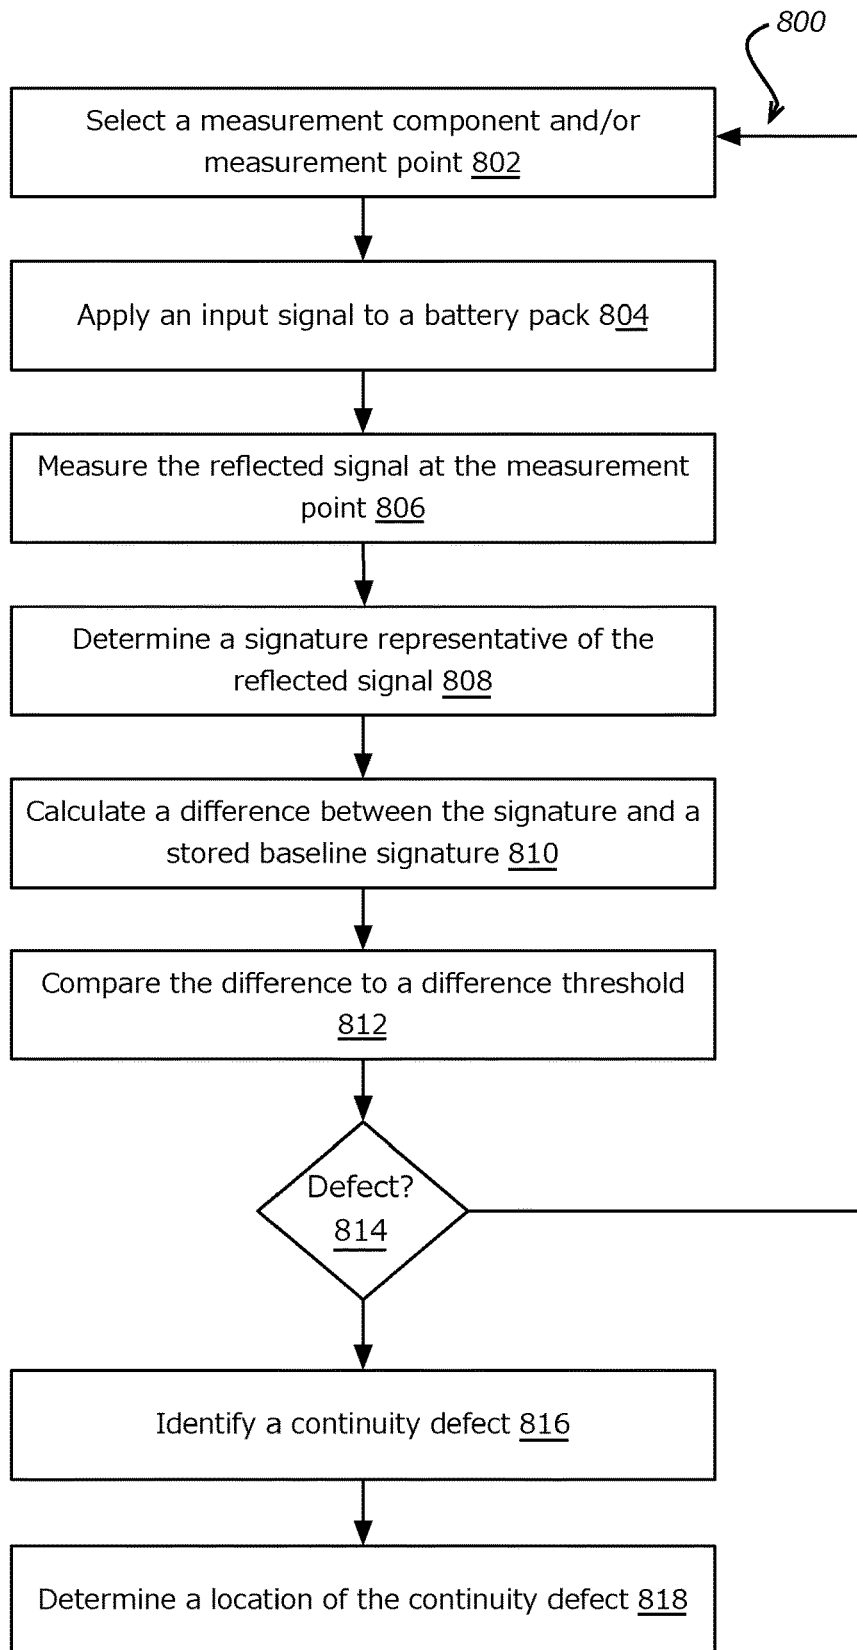 800
Select a measurement component and/or
measurement point 802
Apply an input signal to a battery pack 804
Measure the reflected signal at the measurement
point 806
Determine a signature representative of the
reflected signal 808
Calculate a difference between the signature and a
stored baseline signature 810
Compare the difference to a difference threshold
812
Defect?
814
Identify a continuity defect 816
Determine a location of the continuity defect 818